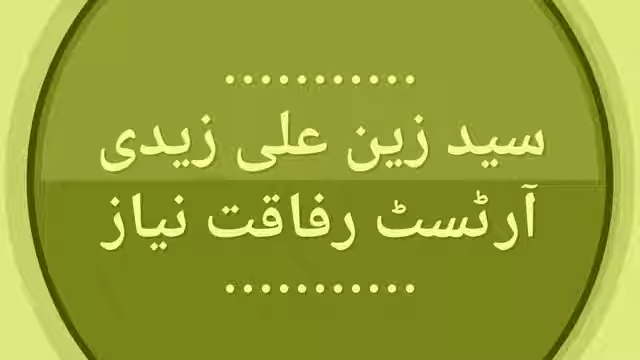 ...........
سید زین علی زیدی
آرٹسٹ رفاقت نیاز
...........